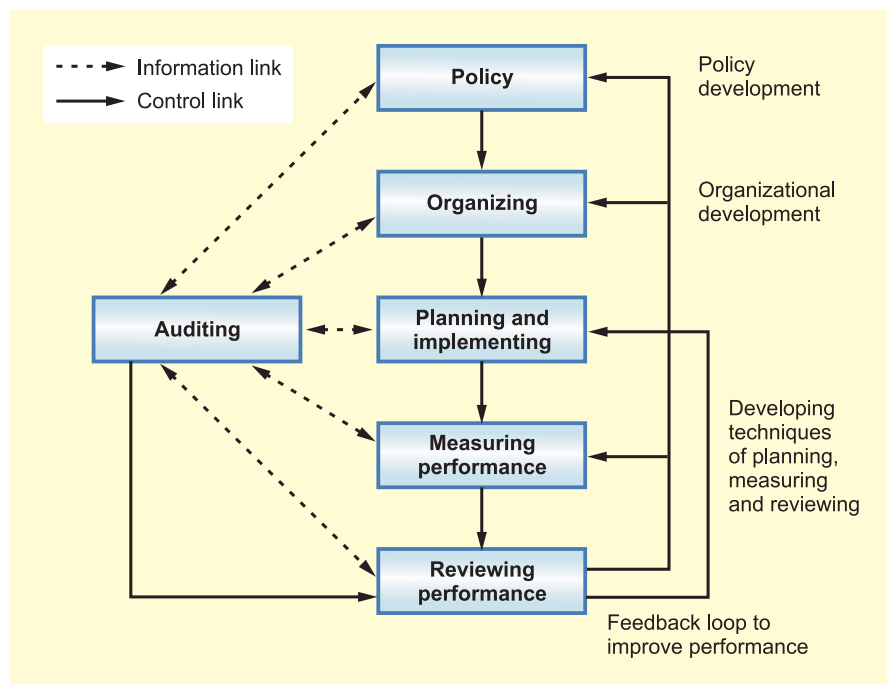 Information link
Control link
Policy
Policy
development
Organizing
Organizational
development
Auditing
Planning and
implementing
Measuring
performance
Developing
techniques
of planning,
measuring
and reviewing
Reviewing
performance
Feedback loop to
improve performance